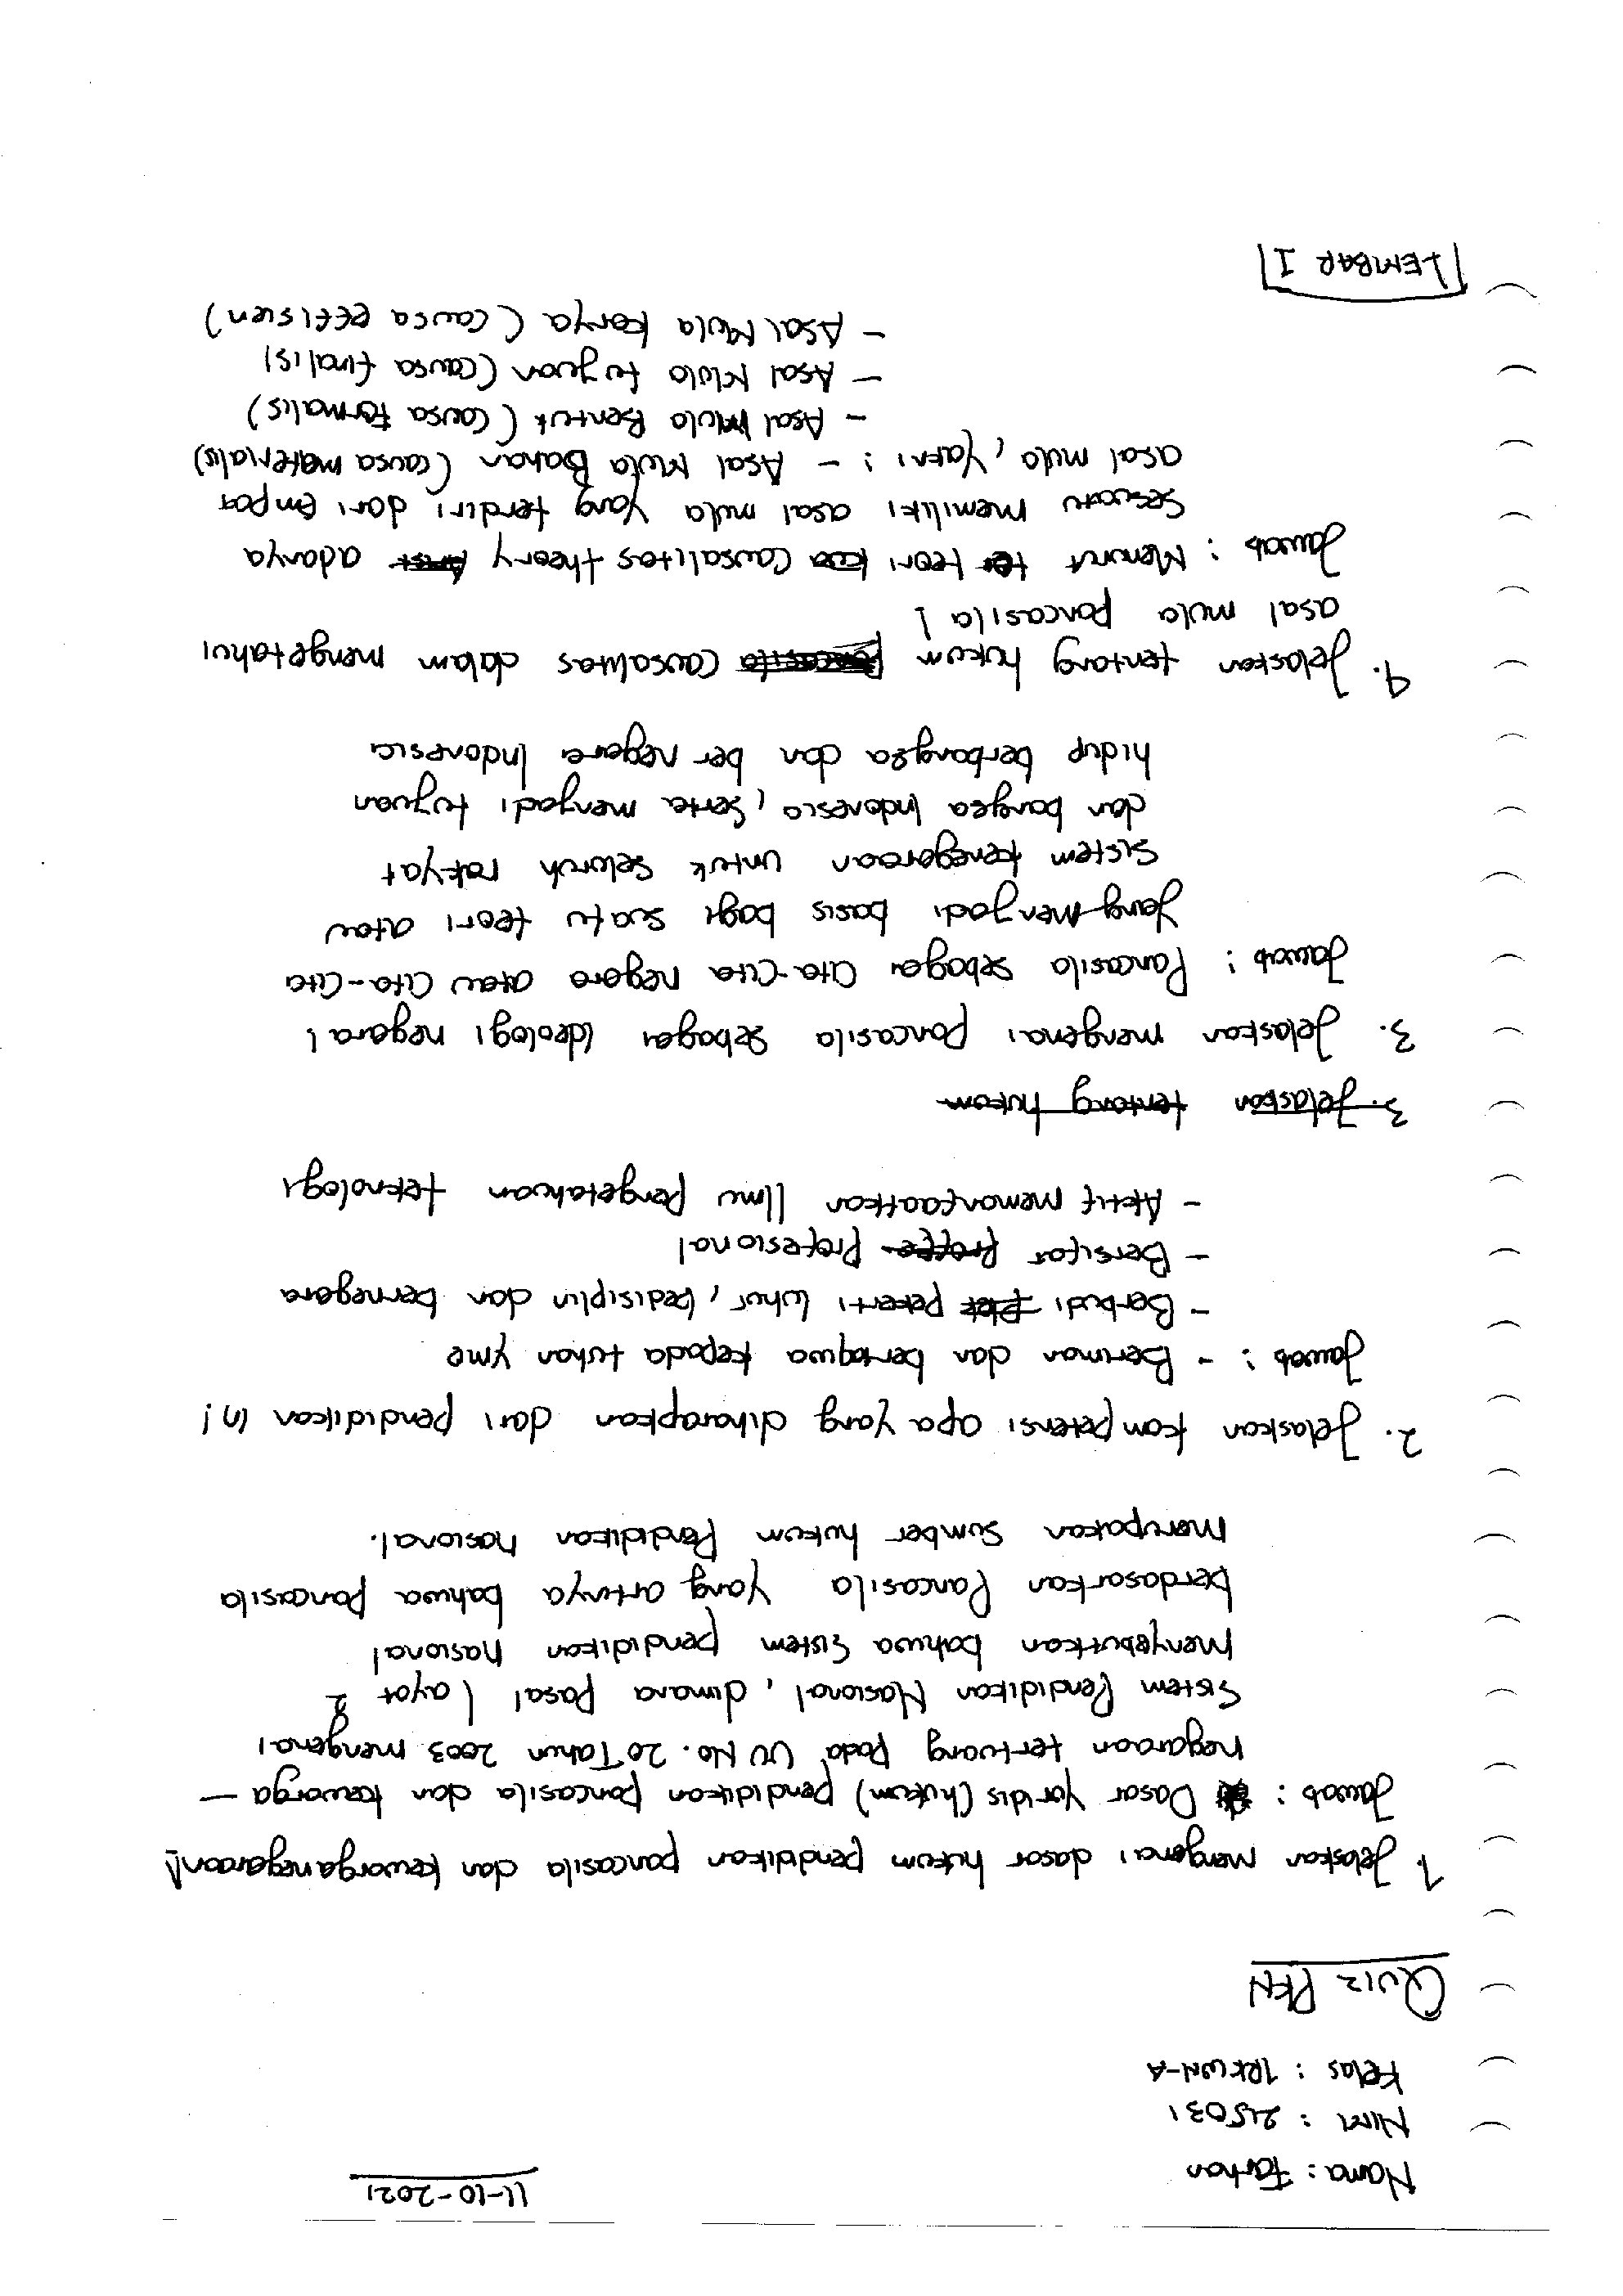 11-10-2021
Nama : Farhan
NIM : 215031
Kelas : 1RKWN-A
Quiz PKN
1. Jelaskan mengenai dasar hukum pendidikan pancasila dan kewarganegaraan!
Jawab : Dasar Yuridis (hukum) pendidikan pancasila dan kewarga-
negaraan tertuang pada UU No. 20 Tahun 2003 mengenai
Sistem Pendidikan Nasional, dimana Pasal 1 ayat 2
menyebutkan bahwa Sistem pendidikan nasional
berdasarkan Pancasila yang artinya bahwa pancasila
merupakan sumber hukum Pendidikan nasional.
2. Jelaskan kompetensi apa yang diharapkan dari pendidikan ini!
Jawab : - Beriman dan bertaqwa kepada tuhan yme
- Berbudi pekerti luhur, bedisiplin dan bernegara
- Bersifat Profesional
- Aktif memanfaatkan Ilmu pengetahuan teknologi
3. Jelaskan tentang hukum
3. Jelaskan mengenai pancasila sebagai Ideologi negara!
Jawab : Pancasila sebagai Cita-Cita negara atau Cita-Cita
yang menjadi basis bagi suatu teori atau
sistem kenegaraan untuk seluruh rakyat
dan bangsa Indonesia, Serta menjadi tujuan
hidup berbangsa dan ber negara Indonesia
4. Jelaskan tentang hukum pancasila causalitas dalam mengetahui
asal mula pancasila !
Jawab : Menurut teori causalitas theory adanya
sesuatu memiliki asal mula yang terdiri dari empat
asal mula, yakni : - Asal Mula Bahan (causa materialis)
- Asal Mula Bentuk (Causa Formalis)
- Asal Mula tujuan (causa finalis)
- Asal Mula karya (causa effisien)
LEMBAR 1